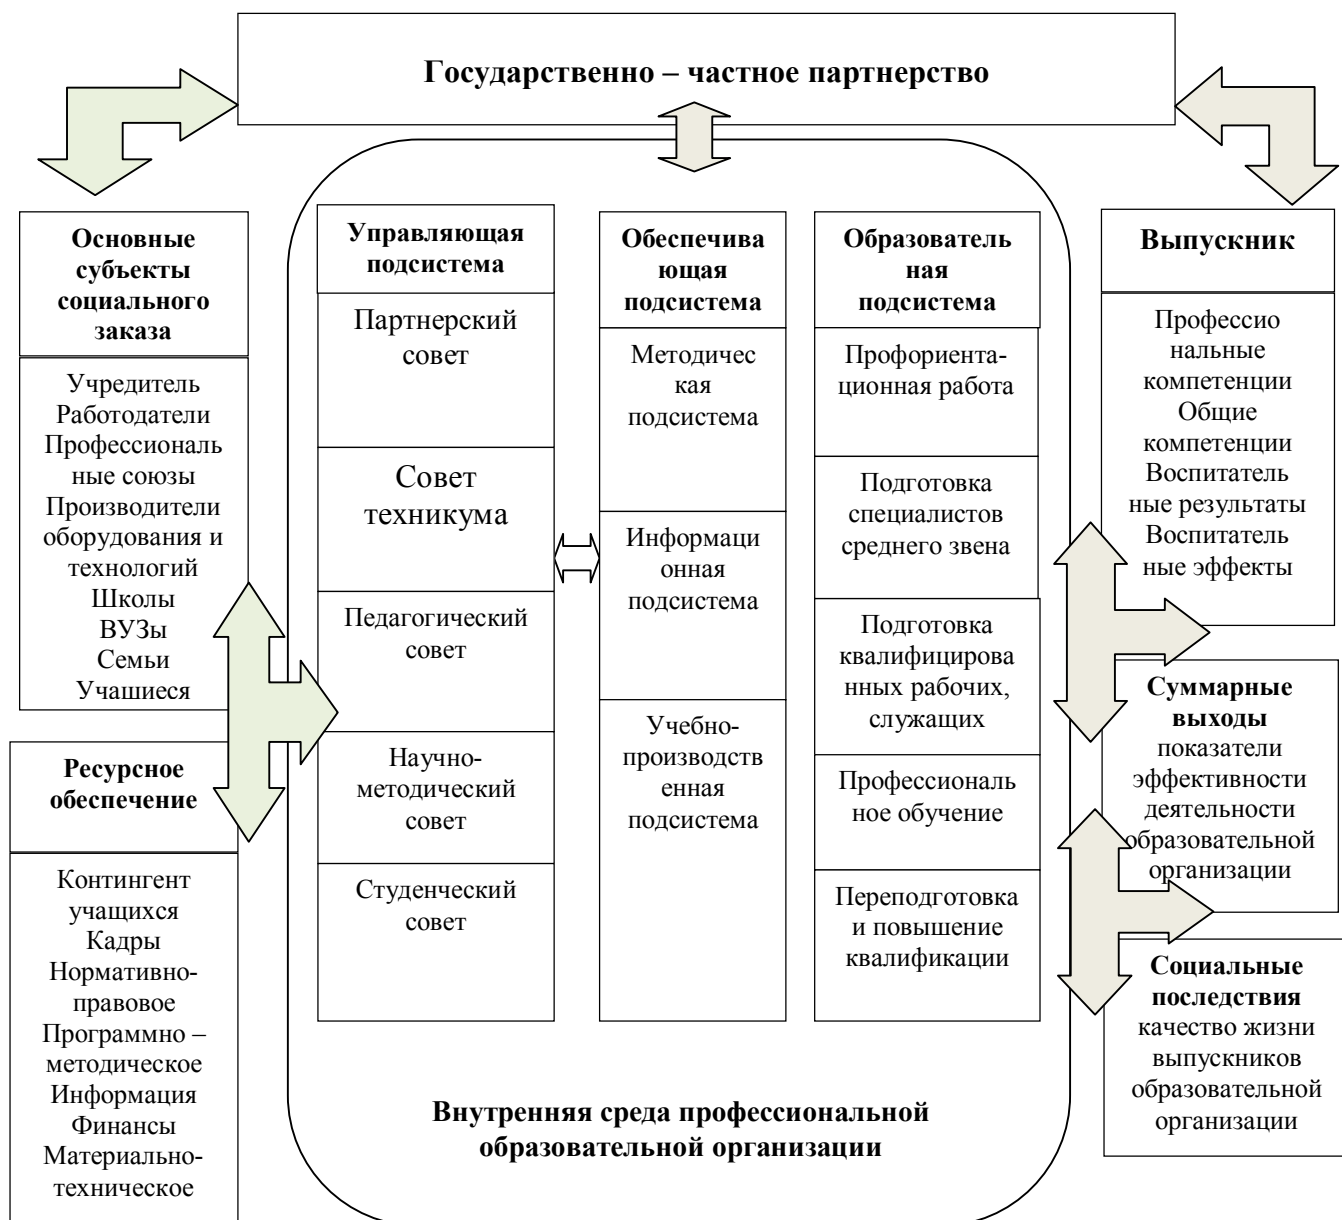 Государственно – частное партнерство
Основные
субъекты
социального
заказа
Учредитель
Работодатели
Профессиональ
ные союзы
Производители
оборудования и
технологий
Школы
ВУЗы
Семьи
Учашиеся
Ресурсное
обеспечение
Контингент
учащихся
Кадры
Нормативно-
правовое
Программно –
методическое
Информация
Финансы
Материально-
техническое
Управляющая
подсистема
Партнерский
совет
Совет
техникума
Педагогический
совет
Научно-
методический
совет
Студенческий
совет
Обеспечива
ющая
подсистема
Методичес
кая
подсистема
Информаци
онная
подсистема
Учебно-
производств
енная
подсистема
Образователь
ная
подсистема
Профориента-
ционная работа
Подготовка
специалистов
среднего звена
Подготовка
квалифицирова
нных рабочих,
служащих
Профессиональ
ное обучение
Переподготовка
и повышение
квалификации
Внутренняя среда профессиональной
образовательной организации
Выпускник
Профессио
нальные
компетенции
Общие
компетенции
Воспитатель
ные результаты
Воспитатель
ные эффекты
Суммарные
выходы
показатели
эффективности
деятельности
образовательной
организации
Социальные
последствия
качество жизни
выпускников
образовательной
организации